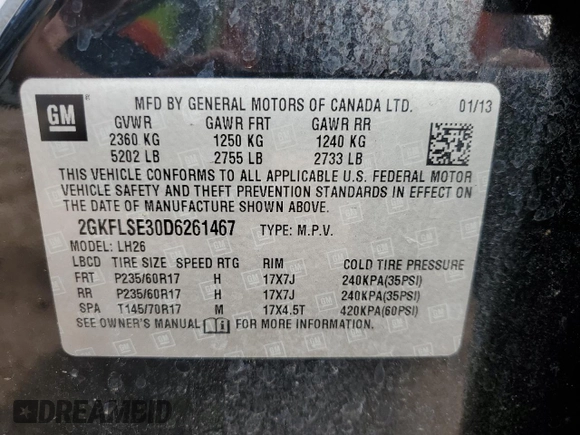 GM
MFD BY GENERAL MOTORS OF CANADA LTD. 01/13
GVWR GAWR FRT GAWR RR
2360 KG 1250 KG 1240 KG
5202 LB 2755 LB 2733 LB
THIS VEHICLE CONFORMS TO ALL APPLICABLE U.S. FEDERAL MOTOR
VEHICLE SAFETY AND THEFT PREVENTION STANDARDS IN EFFECT ON
THE DATE OF MANUFACTURE SHOWN ABOVE.
2GKFLSE30D6261467 TYPE: M.P.V.
MODEL: LH26
LBCD TIRE SIZE SPEED RTG RIM COLD TIRE PRESSURE
FRT P235/60R17 H 17X7J 240KPA(35PSI)
RR P235/60R17 H 17X7J 240KPA(35PSI)
SPA T145/70R17 M 17X4.5T 420KPA(60PSI)
SEE OWNER'S MANUAL FOR MORE INFORMATION.
DREAMBID